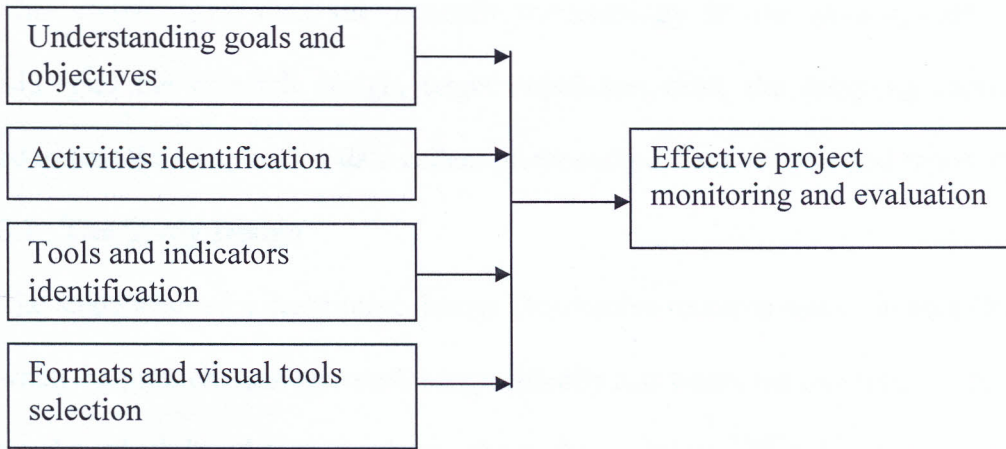 Understanding goals and
objectives
Activities identification
Tools and indicators
identification
Formats and visual tools
selection
Effective project
monitoring and evaluation